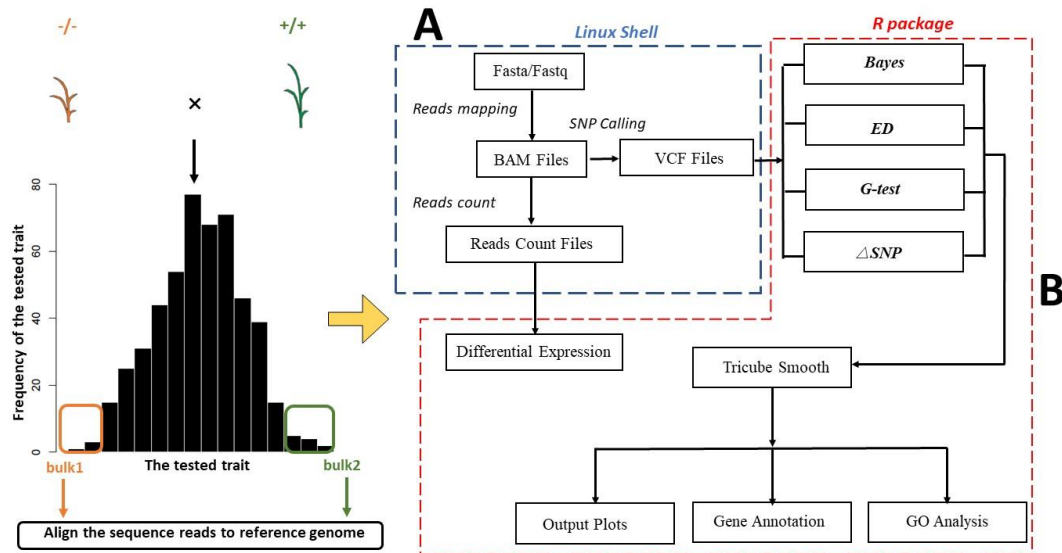 -/-
+/+
×
80
60
40
20
0
Frequency of the tested trait
bulk1
The tested trait
bulk2
Align the sequence reads to reference genome
A
Linux Shell
R package
Fasta/Fastq
Reads mapping
SNP Calling
BAM Files
VCF Files
Reads count
Reads Count Files
Bayes
ED
G-test
△SNP
B
Differential Expression
Tricube Smooth
Output Plots
Gene Annotation
GO Analysis